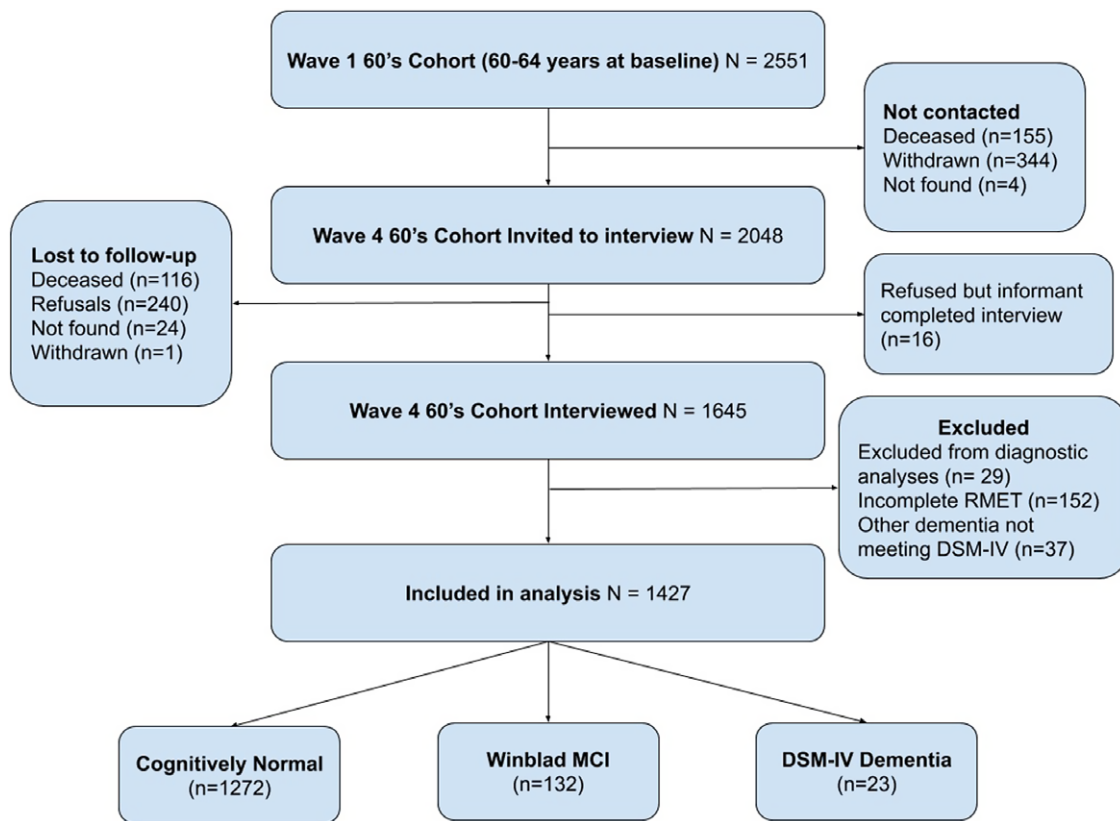 Wave 1 60’s Cohort (60-64 years at baseline) N = 2551
Not contacted
Deceased (n=155)
Withdrawn (n=344)
Not found (n=4)
Wave 4 60’s Cohort Invited to interview N = 2048
Lost to follow-up
Deceased (n=116)
Refusals (n=240)
Not found (n=24)
Withdrawn (n=1)
Refused but informant
completed interview
(n=16)
Wave 4 60’s Cohort Interviewed N = 1645
Excluded
Excluded from diagnostic
analyses (n= 29)
Incomplete RMET (n=152)
Other dementia not
meeting DSM-IV (n=37)
Included in analysis N = 1427
Cognitively Normal
(n=1272)
Winblad MCI
(n=132)
DSM-IV Dementia
(n=23)